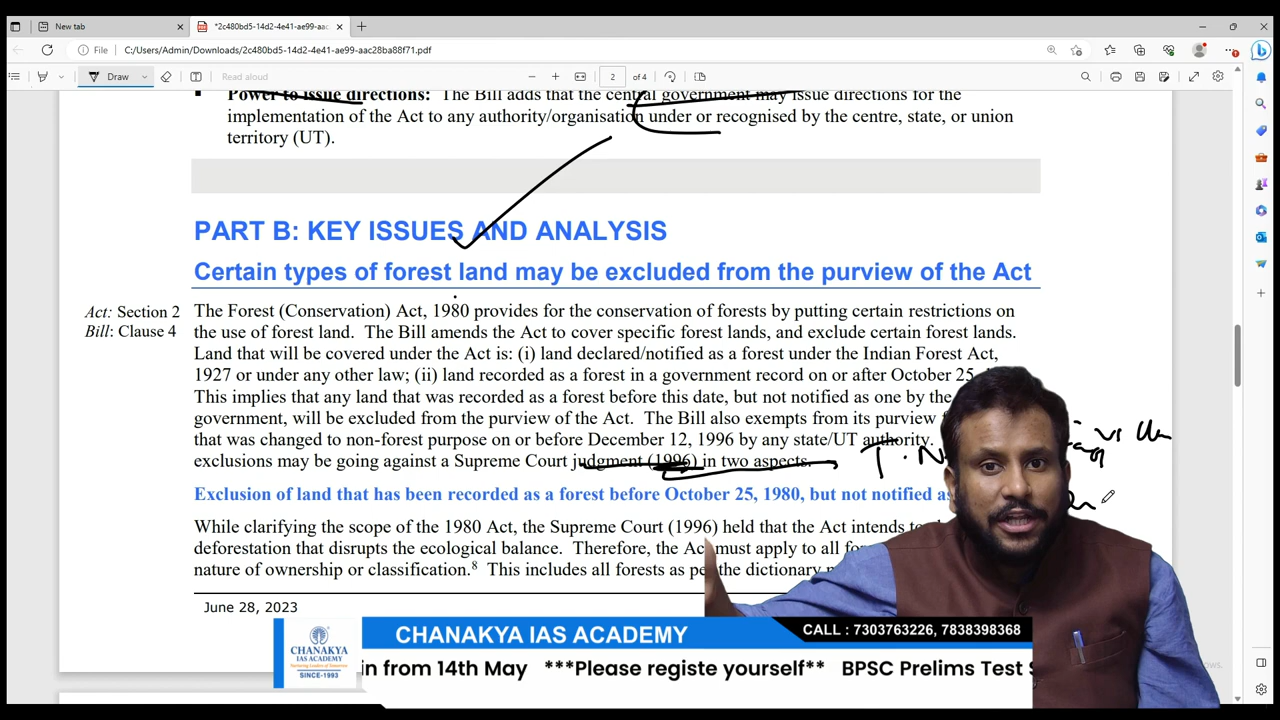 New tab
*2c480bd5-14d2-4e41-ae99-aac
File C:/Users/Admin/Downloads/2c480bd5-14d2-4e41-ae99-aac28ba88f71.pdf
Draw Read aloud 2 of 4
Power to issue directions: The Bill adds that the central government may issue directions for the
implementation of the Act to any authority/organisation under or recognised by the centre, state, or union
territory (UT).
PART B: KEY ISSUES AND ANALYSIS
Certain types of forest land may be excluded from the purview of the Act
Act: Section 2
Bill: Clause 4
The Forest (Conservation) Act, 1980 provides for the conservation of forests by putting certain restrictions on
the use of forest land. The Bill amends the Act to cover specific forest lands, and exclude certain forest lands.
Land that will be covered under the Act is: (i) land declared/notified as a forest under the Indian Forest Act,
1927 or under any other law; (ii) land recorded as a forest in a government record on or after October 25,
This implies that any land that was recorded as a forest before this date, but not notified as one by the
government, will be excluded from the purview of the Act. The Bill also exempts from its purview
that was changed to non-forest purpose on or before December 12, 1996 by any state/UT authority.
exclusions may be going against a Supreme Court judgment (1996) in two aspects.
T.N
vs
Exclusion of land that has been recorded as a forest before October 25, 1980, but not notified as
While clarifying the scope of the 1980 Act, the Supreme Court (1996) held that the Act intends to
deforestation that disrupts the ecological balance. Therefore, the Act must apply to all
nature of ownership or classification.8 This includes all forests as per the dictionary
June 28, 2023
CHANAKYA
IAS ACADEMY
Nurturing Leaders of Tomorrow
SINCE-1993
CHANAKYA IAS ACADEMY
CALL : 7303763226, 7838398368
in from 14th May ***Please registe yourself** BPSC Prelims Test